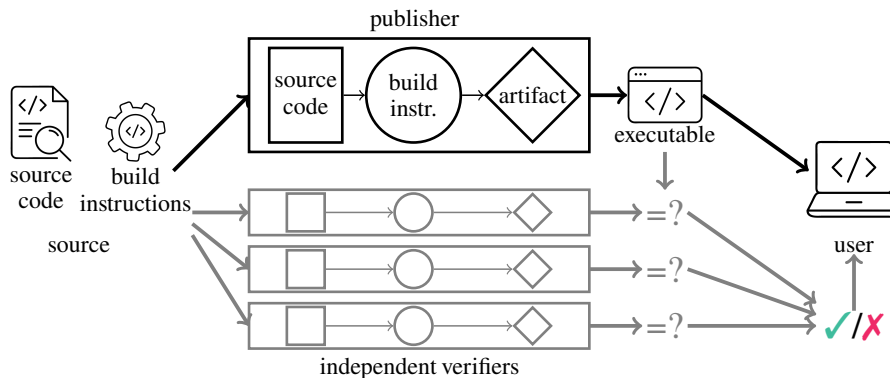 publisher
source
code
build
instr.
artifact
</>
</>
</>
</>
executable
source
code
build
instructions
source
=?
=?
=?
user
✓/✗
independent verifiers